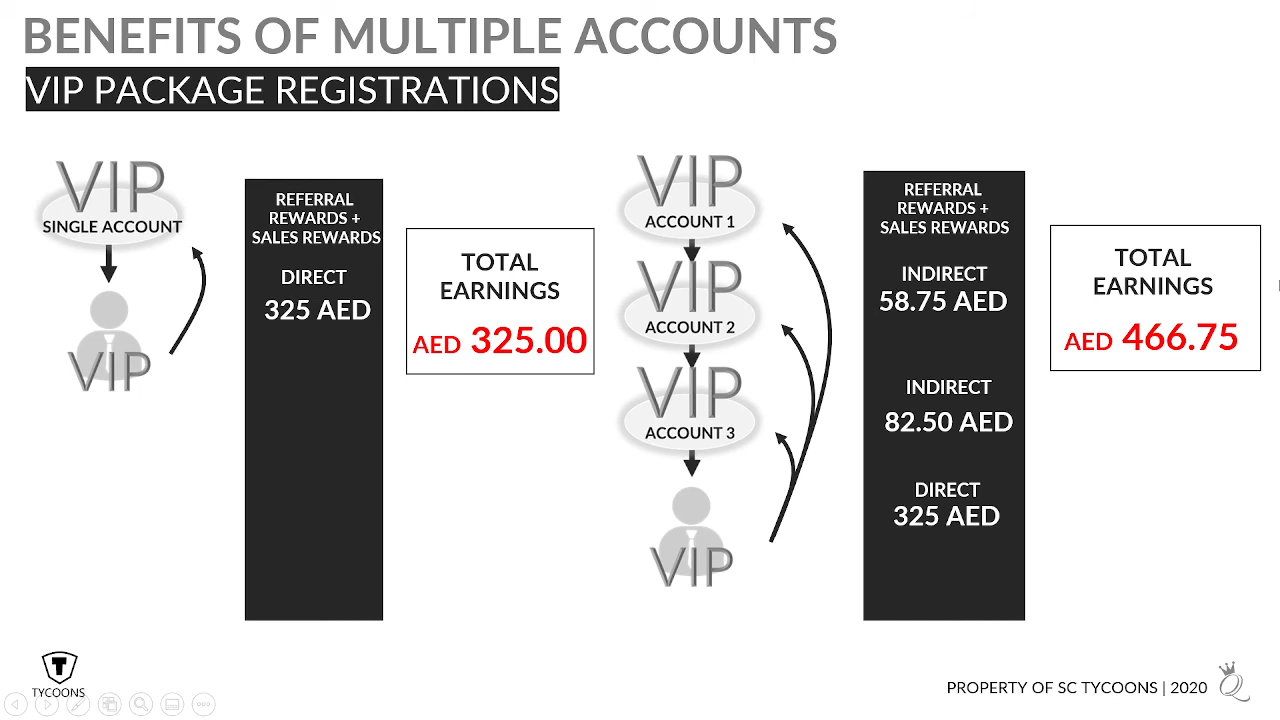 BENEFITS OF MULTIPLE ACCOUNTS
VIP PACKAGE REGISTRATIONS
VIP
SINGLE ACCOUNT
VIP
REFERRAL
REWARDS +
SALES REWARDS
DIRECT
325 AED
TOTAL
EARNINGS
AED 325.00
VIP
ACCOUNT 1
VIP
ACCOUNT 2
VIP
ACCOUNT 3
VIP
REFERRAL
REWARDS +
SALES REWARDS
INDIRECT
58.75 AED
INDIRECT
82.50 AED
DIRECT
325 AED
TOTAL
EARNINGS
AED 466.75
T
TYCOONS
PROPERTY OF SC TYCOONS | 2020
Q